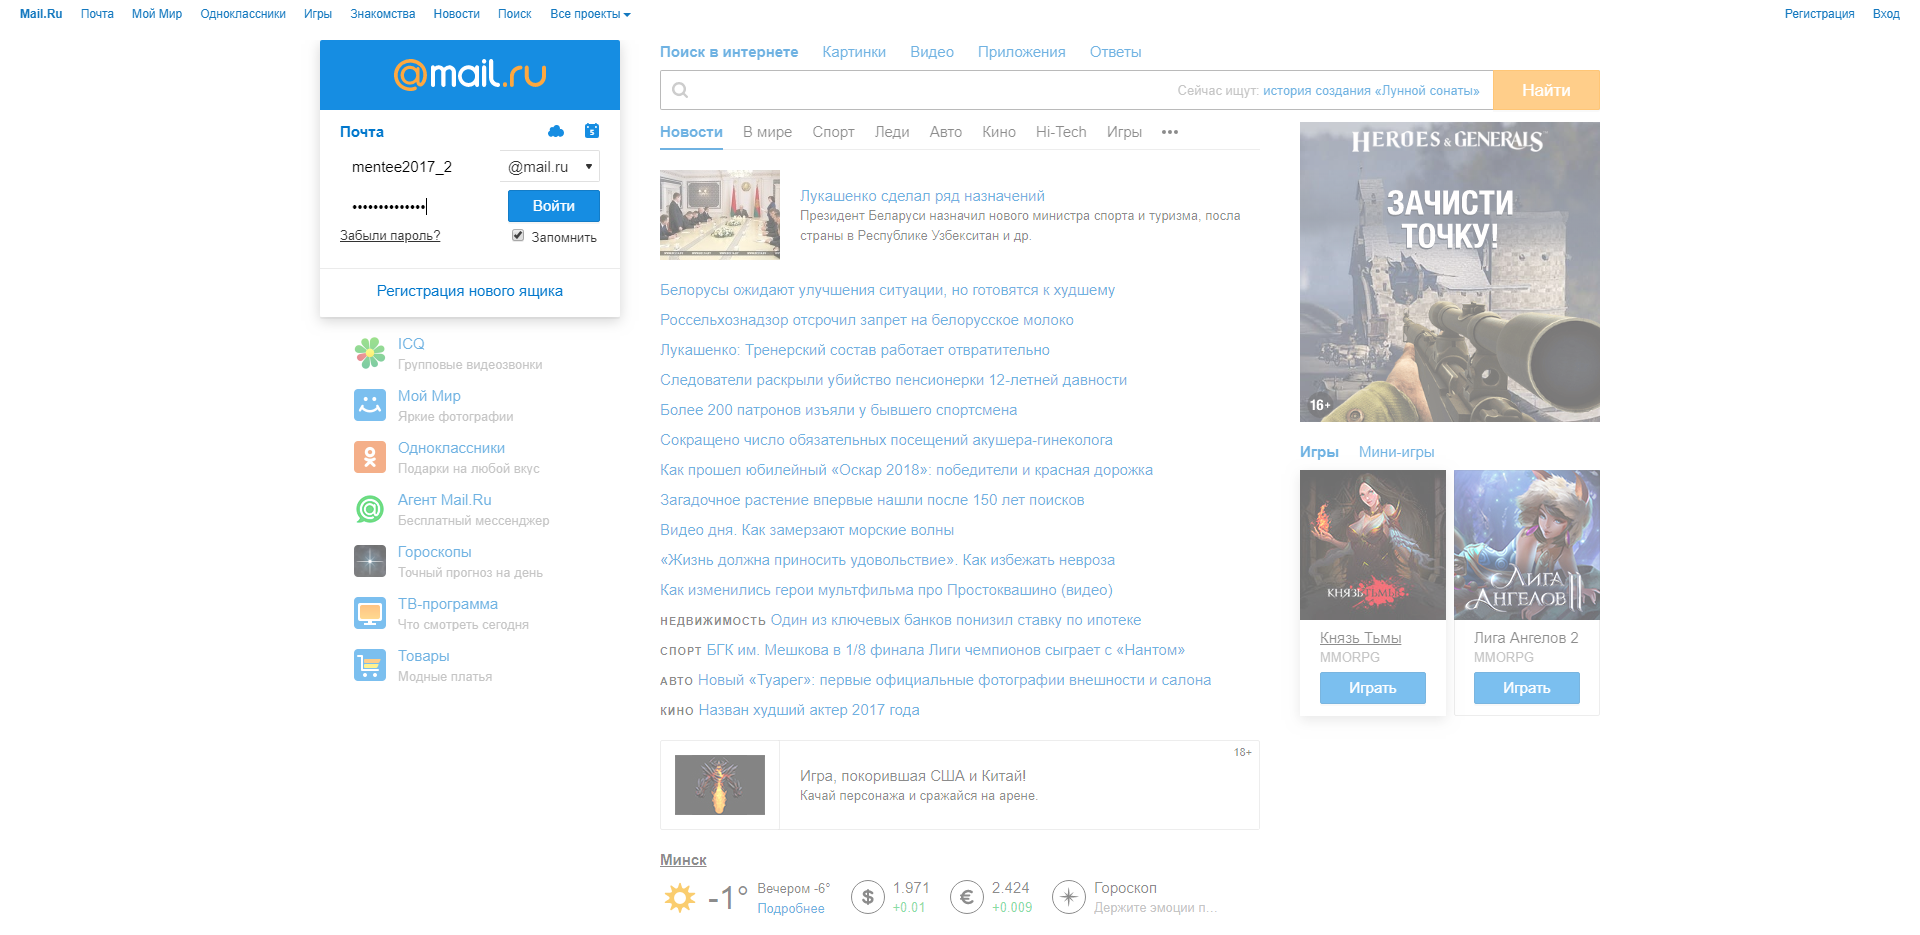 Mail.Ru Почта Мой Мир Одноклассники Игры Знакомства Новости Поиск Все проекты
Регистрация Вход
@mail.ru
Почта
mentee2017_2 @mail.ru
•••••••••••••• Войти
Забыли пароль? Запомнить
Регистрация нового ящика
ICQ
Групповые видеозвонки
Мой Мир
Яркие фотографии
Одноклассники
Подарки на любой вкус
Агент Mail.Ru
Бесплатный мессенджер
Гороскопы
Точный прогноз на день
ТВ-программа
Что смотреть сегодня
Товары
Модные платья
Поиск в интернете Картинки Видео Приложения Ответы
Сейчас ищут: история создания «Лунной сонаты» Найти
Новости В мире Спорт Леди Авто Кино Hi-Tech Игры •••
Лукашенко сделал ряд назначений
Президент Беларуси назначил нового министра спорта и туризма, посла
страны в Республике Узбекситан и др.
Белорусы ожидают улучшения ситуации, но готовятся к худшему
Россельхознадзор отсрочил запрет на белорусское молоко
Лукашенко: Тренерский состав работает отвратительно
Следователи раскрыли убийство пенсионерки 12-летней давности
Более 200 патронов изъяли у бывшего спортсмена
Сокращено число обязательных посещений акушера-гинеколога
Как прошел юбилейный «Оскар 2018»: победители и красная дорожка
Загадочное растение впервые нашли после 150 лет поисков
Видео дня. Как замерзают морские волны
«Жизнь должна приносить удовольствие». Как избежать невроза
Как изменились герои мультфильма про Простоквашино (видео)
НЕДВИЖИМОСТЬ Один из ключевых банков понизил ставку по ипотеке
СПОРТ БГК им. Мешкова в 1/8 финала Лиги чемпионов сыграет с «Нантом»
АВТО Новый «Туарег»: первые официальные фотографии внешности и салона
КИНО Назван худший актер 2017 года
18+
Игра, покорившая США и Китай!
Качай персонажа и сражайся на арене.
Минск
-1° Вечером -6°
Подробнее
$ 1.971
+0.01
€ 2.424
+0.009
Гороскоп
Держите эмоции п...
HEROES & GENERALS
ЗАЧИСТИ
ТОЧКУ!
16+
Игры Мини-игры
КНЯЗЬ ТЬМЫ
Князь Тьмы
MMORPG
Играть
ЛИГА
АНГЕЛОВ II
Лига Ангелов 2
MMORPG
Играть